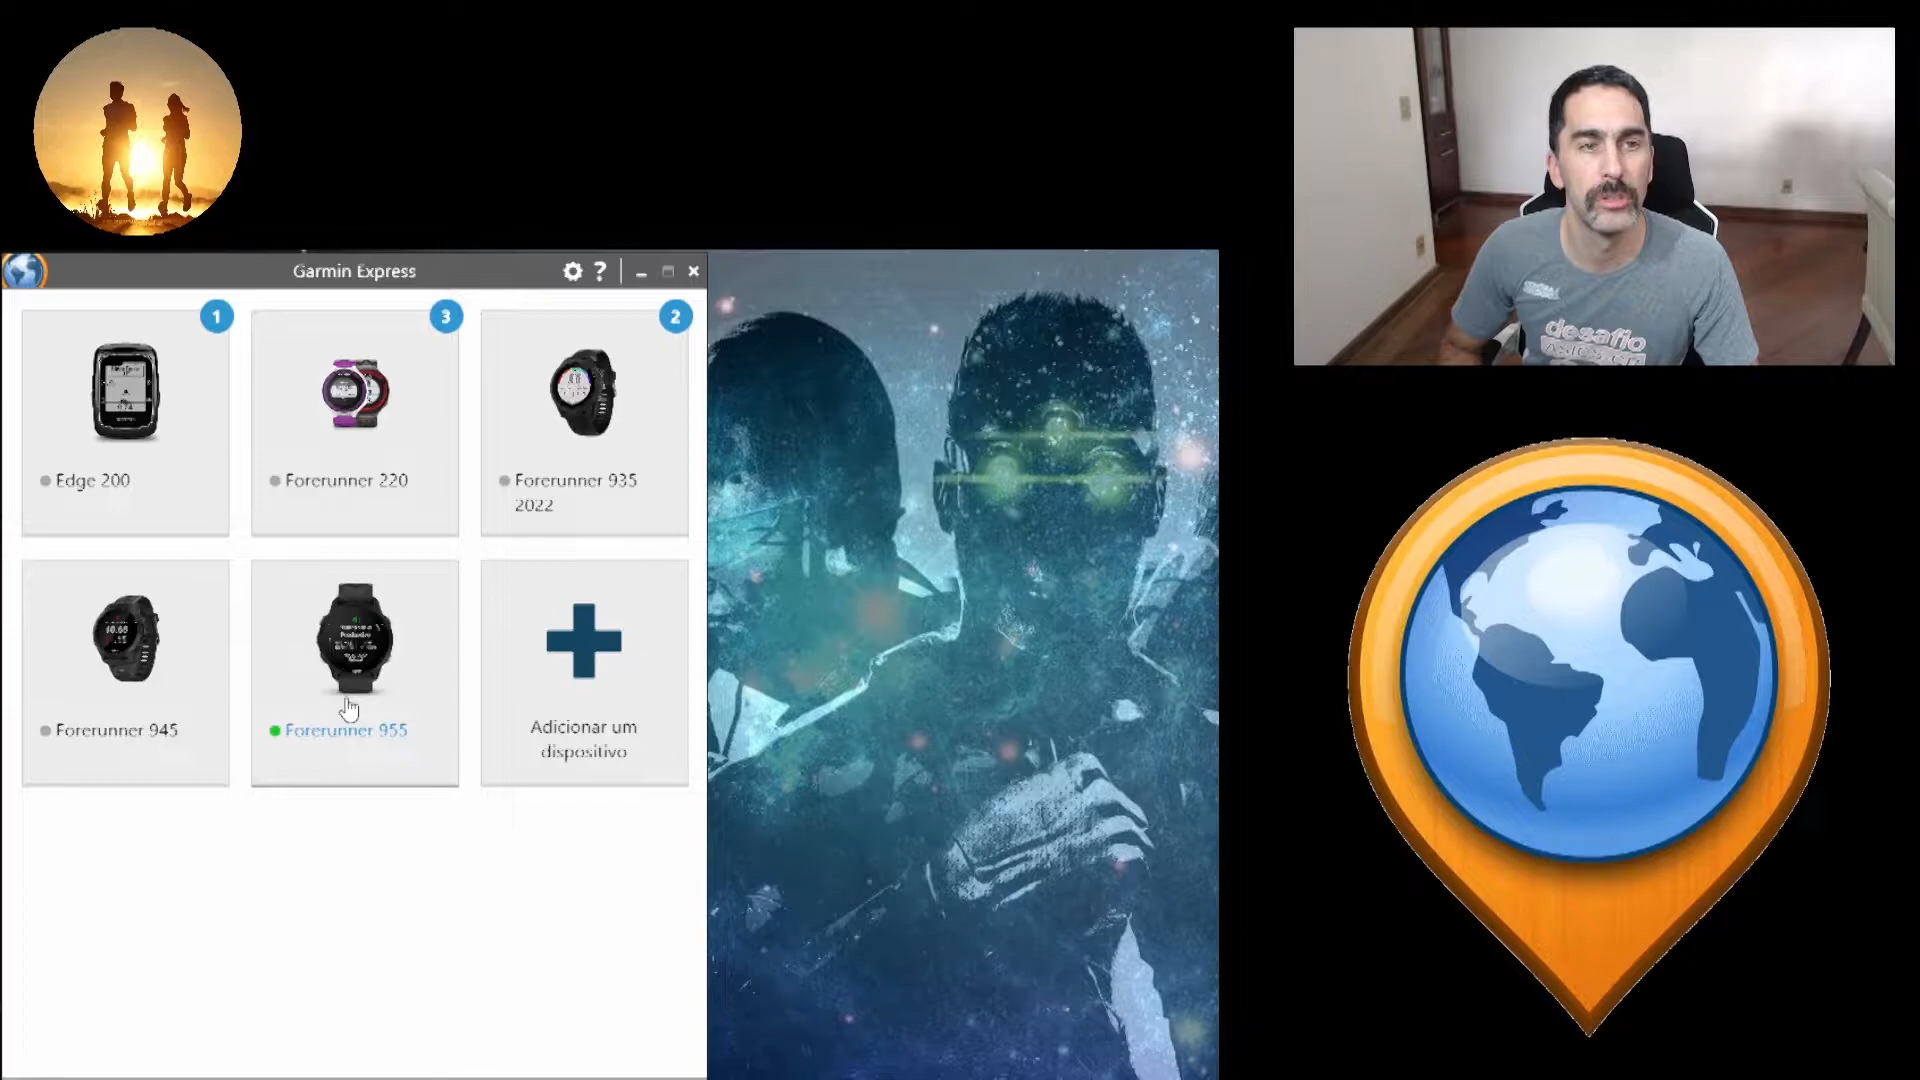 Garmin Express
?
1
3
2
Edge 200
Forerunner 220
Forerunner 935
2022
Forerunner 945
Forerunner 955
Adicionar um
dispositivo
desafio